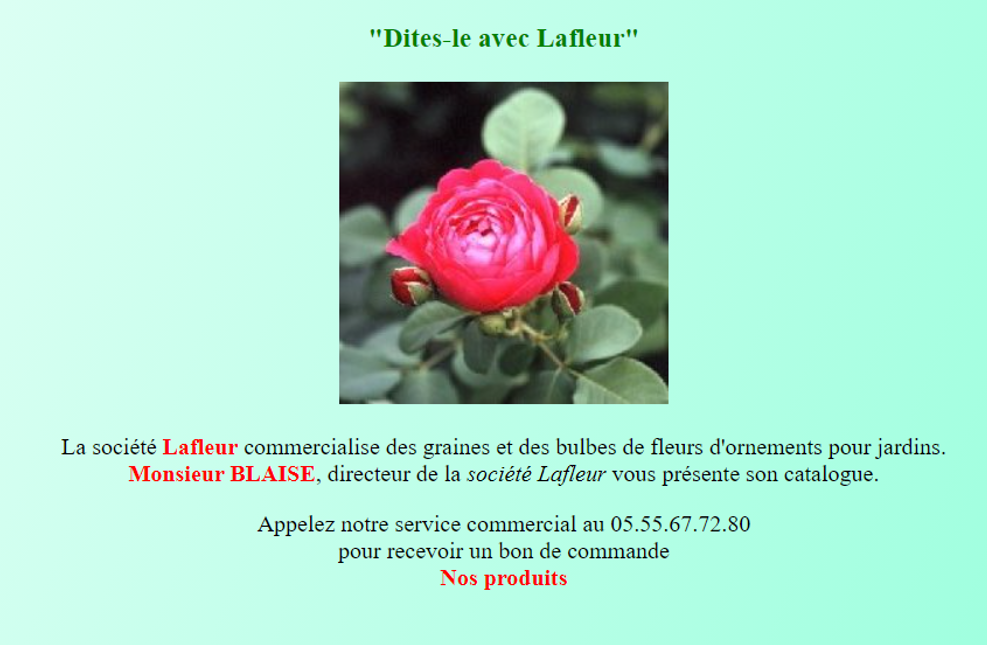 "Dites-le avec Lafleur"
La société Lafleur commercialise des graines et des bulbes de fleurs d'ornements pour jardins.
Monsieur BLAISE, directeur de la société Lafleur vous présente son catalogue.
Appelez notre service commercial au 05.55.67.72.80
pour recevoir un bon de commande
Nos produits